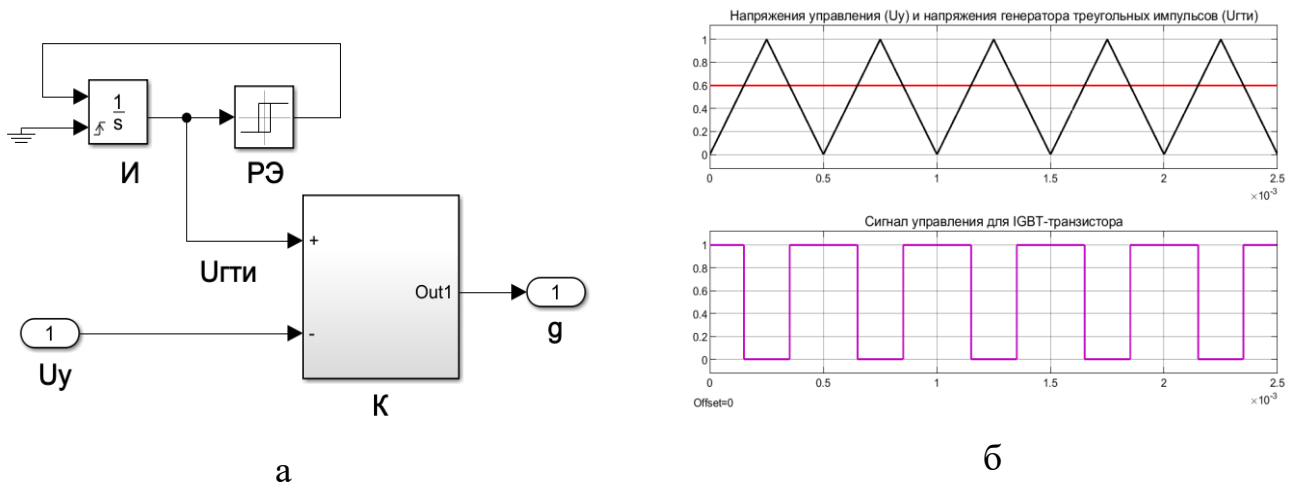 1
s
И
РЭ
+
Uгти
Out1
1
g
1
-
Uу
К
а
Напряжения управления (Uу) и напряжения генератора треугольных импульсов (Uгти)
1
0.8
0.6
0.4
0.2
0
0 0.5 1 1.5 2 2.5
×10⁻³
Сигнал управления для IGBT-транзистора
1
0.8
0.6
0.4
0.2
0
0 0.5 1 1.5 2 2.5
Offset=0 ×10⁻³
б